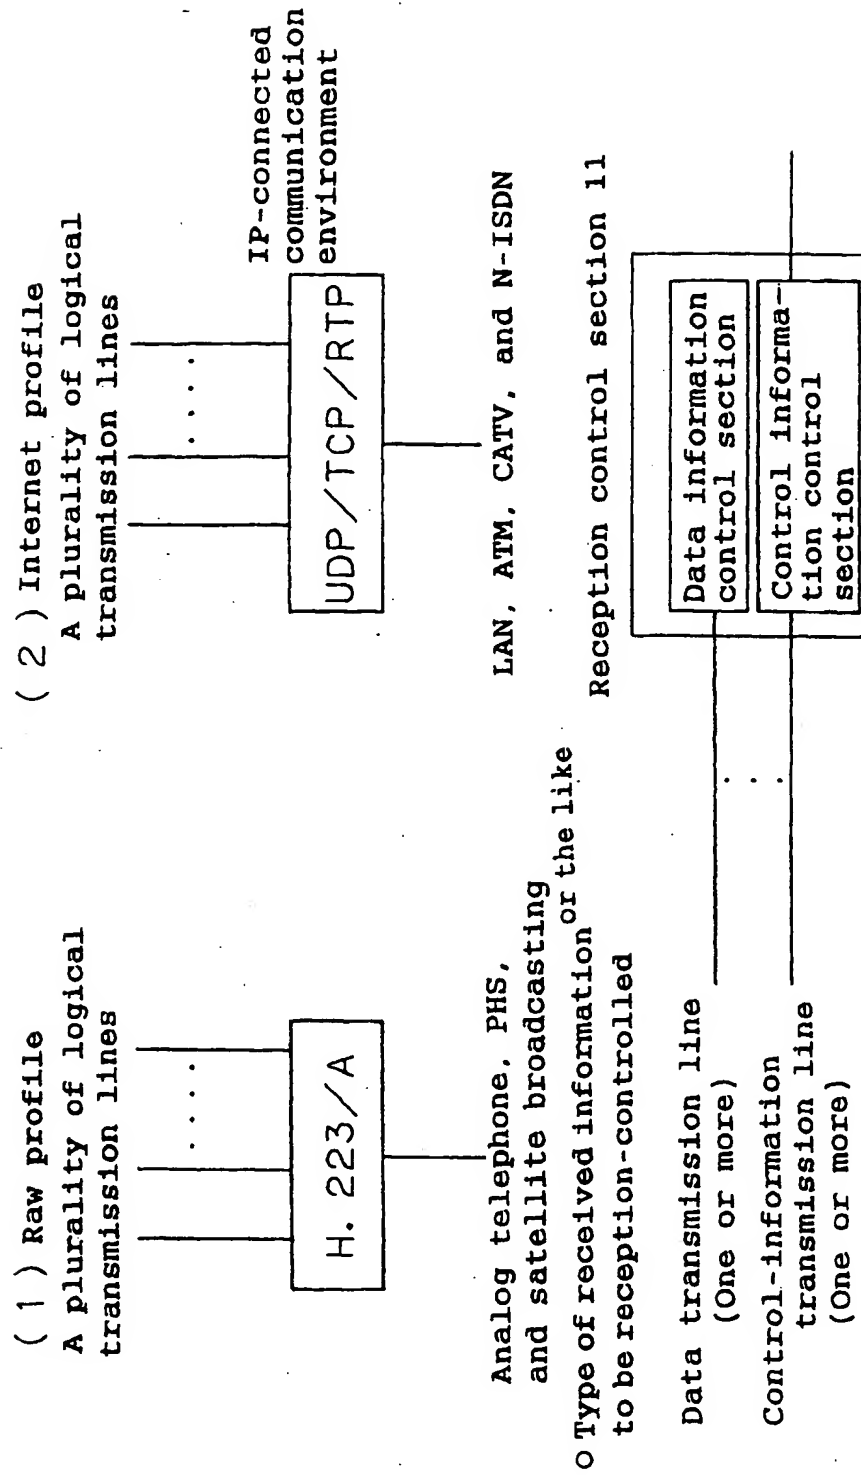 ( 1 ) Raw profile
A plurality of logical
transmission lines
H. 223/A
Analog telephone, PHS,
and satellite broadcasting
or the like
( 2 ) Internet profile
A plurality of logical
transmission lines
IP-connected
communication
environment
UDP/TCP/RTP
LAN, ATM, CATV, and N-ISDN
o Type of received information
to be reception-controlled
Reception control section 11
Data transmission line
(One or more)
Control-information
transmission line
(One or more)
Data information
control section
Control informa-
tion control
section